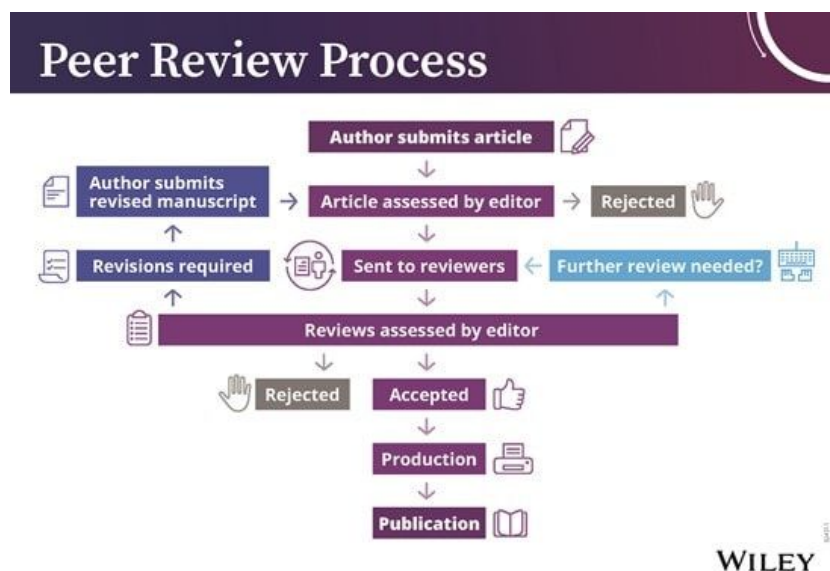 Peer Review Process
Author submits article
Author submits
revised manuscript
Article assessed by editor
Rejected
Revisions required
Sent to reviewers
Further review needed?
Reviews assessed by editor
Rejected
Accepted
Production
Publication
WILEY